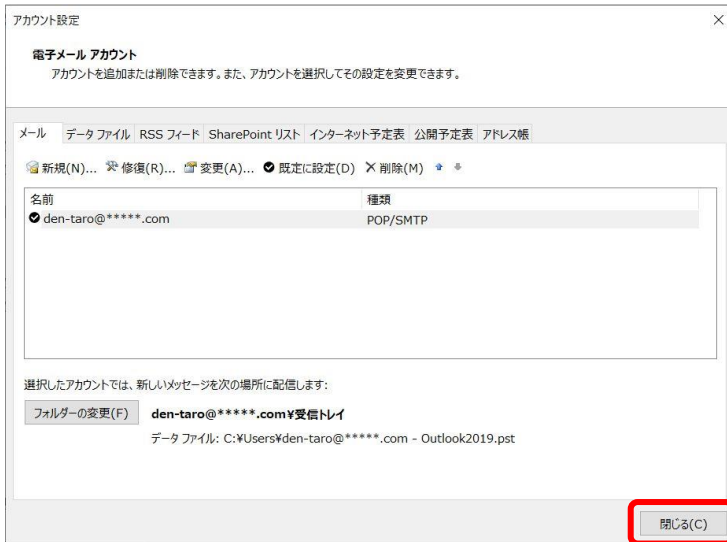 アカウント設定
電子メール アカウント
アカウントを追加または削除できます。また、アカウントを選択してその設定を変更できます。
メール データ ファイル RSS フィード SharePoint リスト インターネット予定表 公開予定表 アドレス帳
新規(N)... 修復(R)... 変更(A)... 既定に設定(D) 削除(M)
名前 種類
den-taro@*****.com POP/SMTP
選択したアカウントでは、新しいメッセージを次の場所に配信します:
フォルダーの変更(F) den-taro@*****.com¥受信トレイ
データ ファイル: C:¥Users¥den-taro@*****.com - Outlook2019.pst
閉じる(C)